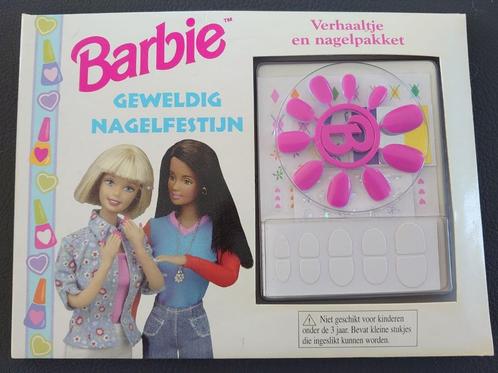 Barbie™
GEWELDIG
NAGELFESTIJN
Verhaaltje
en nagelpakket
B
Niet geschikt voor kinderen
onder de 3 jaar. Bevat kleine stukjes
die ingeslikt kunnen worden.